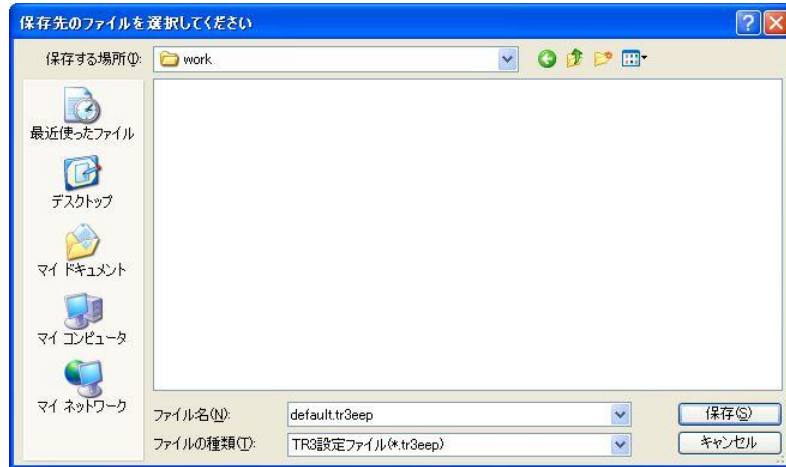 保存先のファイルを選択してください
保存する場所(I): work
最近使ったファイル
デスクトップ
マイ ドキュメント
マイ コンピュータ
マイ ネットワーク
ファイル名(N): default.tr3eep 保存(S)
ファイルの種類(T): TR3設定ファイル(*.tr3eep) キャンセル